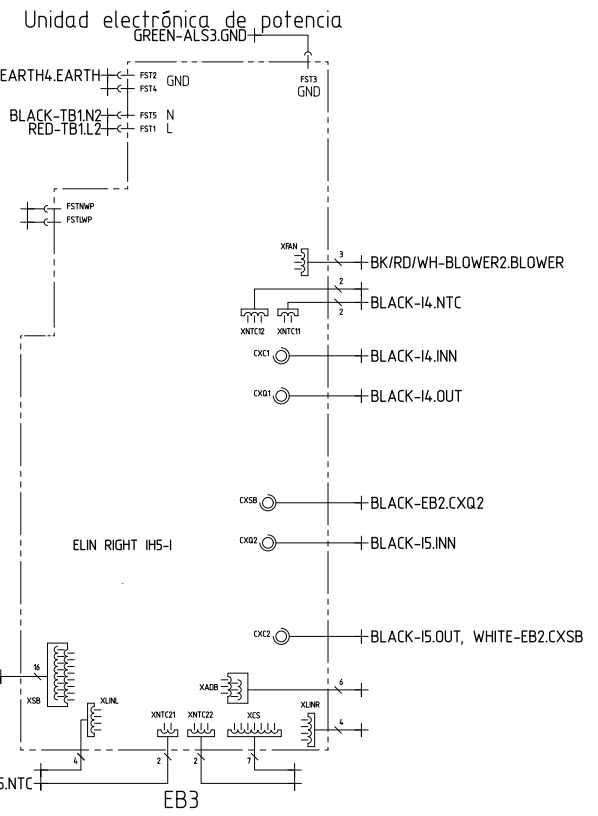 Unidad electrónica de potencia
GREEN-ALS3.GND
EARTH4.EARTH
FST2
GND
FST4
FST3
GND
BLACK-TB1.N2
FST5
N
RED-TB1.L2
FST1
L
FSTNWP
FSTLWP
XFAN
3
BK/RD/WH-BLOWER2.BLOWER
2
BLACK-I4.NTC
2
XNTC12
XNTC11
CXC1
BLACK-I4.INN
CXQ1
BLACK-I4.OUT
CXSB
BLACK-EB2.CXQ2
ELIN RIGHT IH5-I
CXQ2
BLACK-I5.INN
CXC2
BLACK-I5.OUT, WHITE-EB2.CXSB
16
XSB
XADB
6
XLINL
XNTC21
XNTC22
XCS
XLINR
4
4
2
2
7
5.NTC
EB3